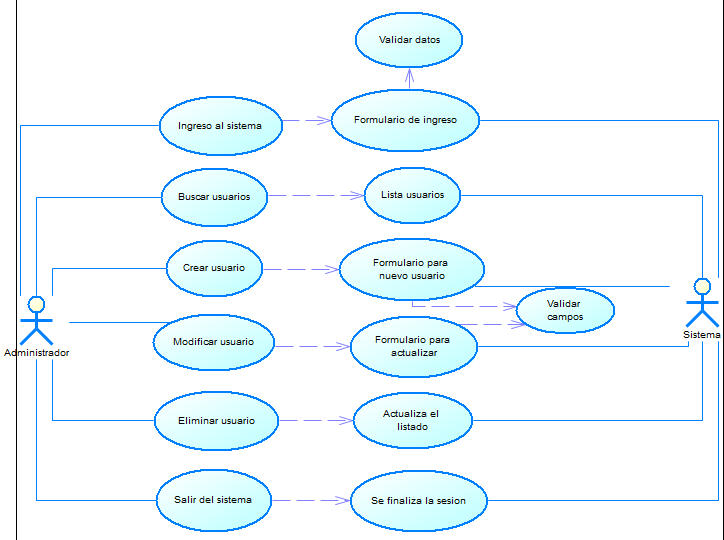 Validar datos
Ingreso al sistema
Formulario de ingreso
Buscar usuarios
Lista usuarios
Crear usuario
Formulario para
nuevo usuario
Validar
campos
Administrador
Sistema
Modificar usuario
Formulario para
actualizar
Eliminar usuario
Actualiza el
listado
Salir del sistema
Se finaliza la sesion